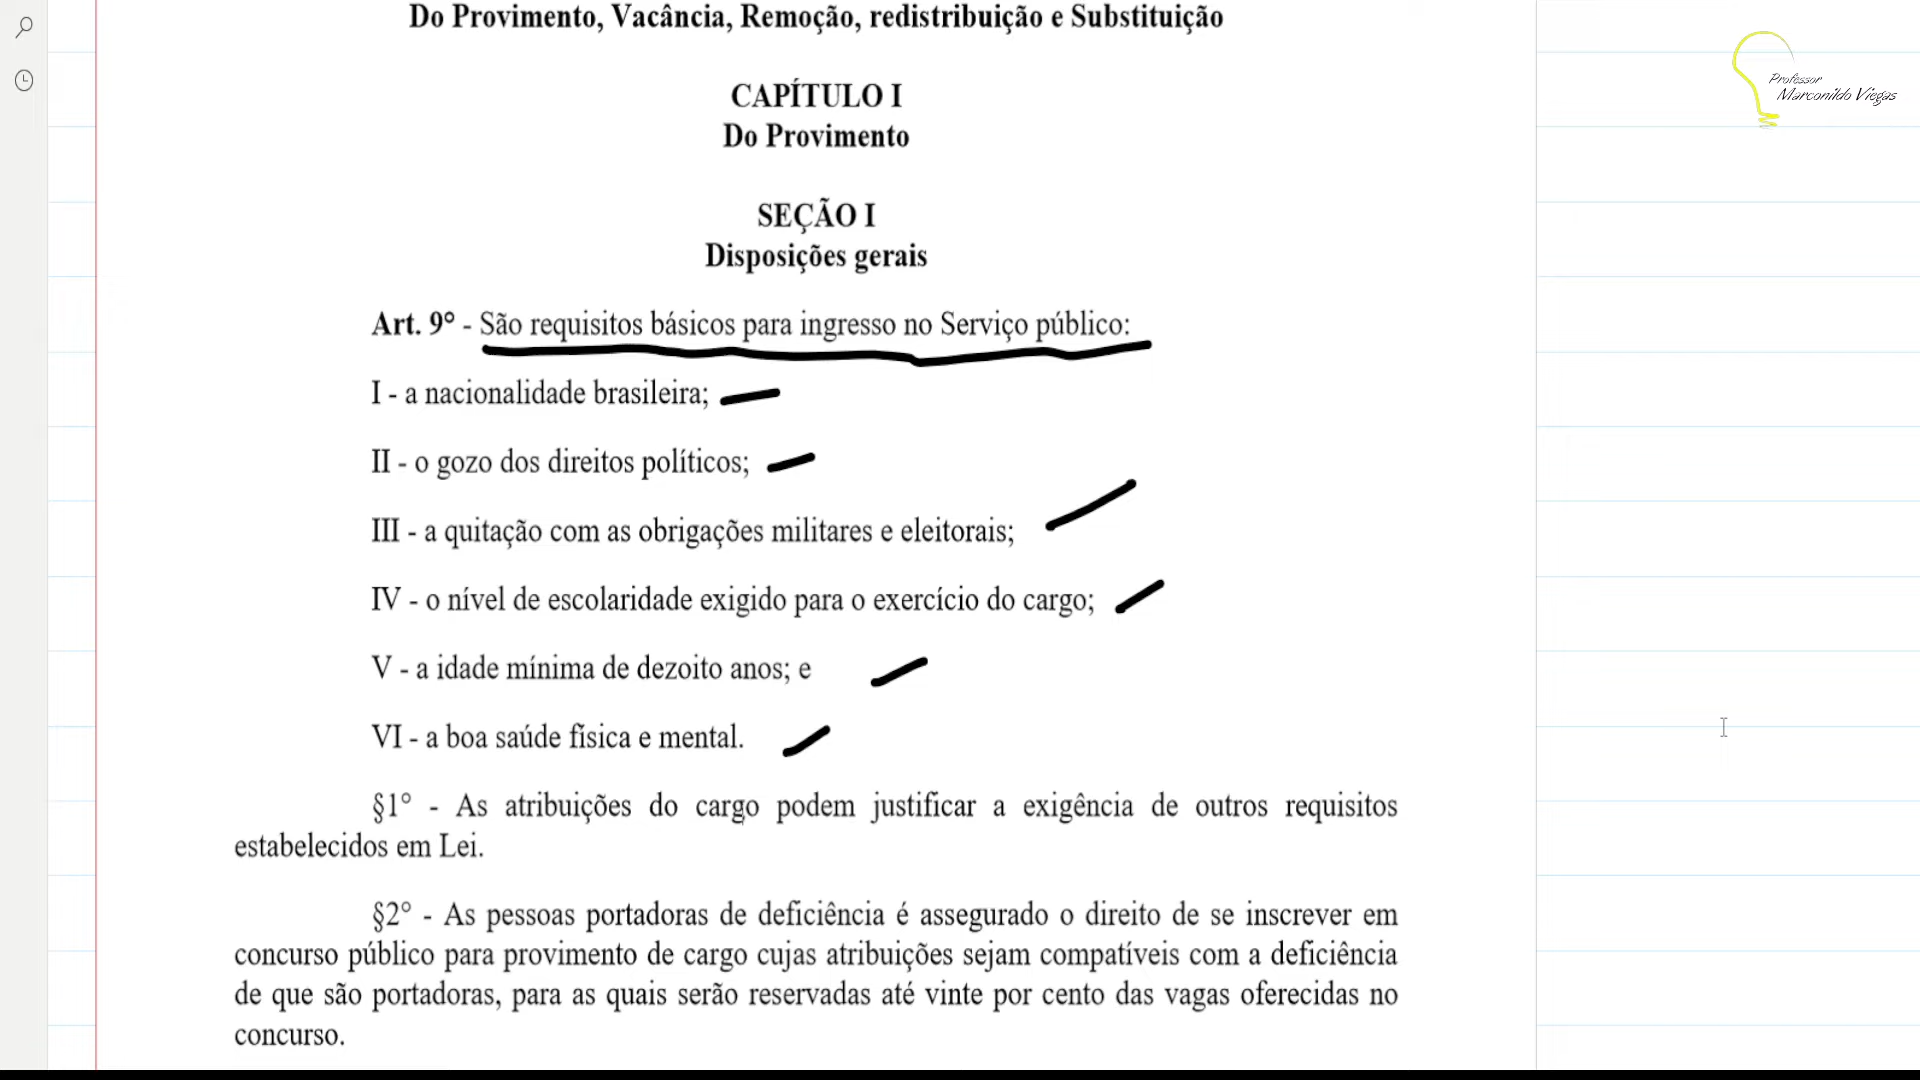 Do Provimento, Vacância, Remoção, redistribuição e Substituição
Professor
Marconildo Viegas
CAPÍTULO I
Do Provimento
SEÇÃO I
Disposições gerais
Art. 9° - São requisitos básicos para ingresso no Serviço público:
I - a nacionalidade brasileira;
II - o gozo dos direitos políticos;
III - a quitação com as obrigações militares e eleitorais;
IV - o nível de escolaridade exigido para o exercício do cargo;
V - a idade mínima de dezoito anos; e
VI - a boa saúde física e mental.
§1° - As atribuições do cargo podem justificar a exigência de outros requisitos
estabelecidos em Lei.
§2° - As pessoas portadoras de deficiência é assegurado o direito de se inscrever em
concurso público para provimento de cargo cujas atribuições sejam compatíveis com a deficiência
de que são portadoras, para as quais serão reservadas até vinte por cento das vagas oferecidas no
concurso.